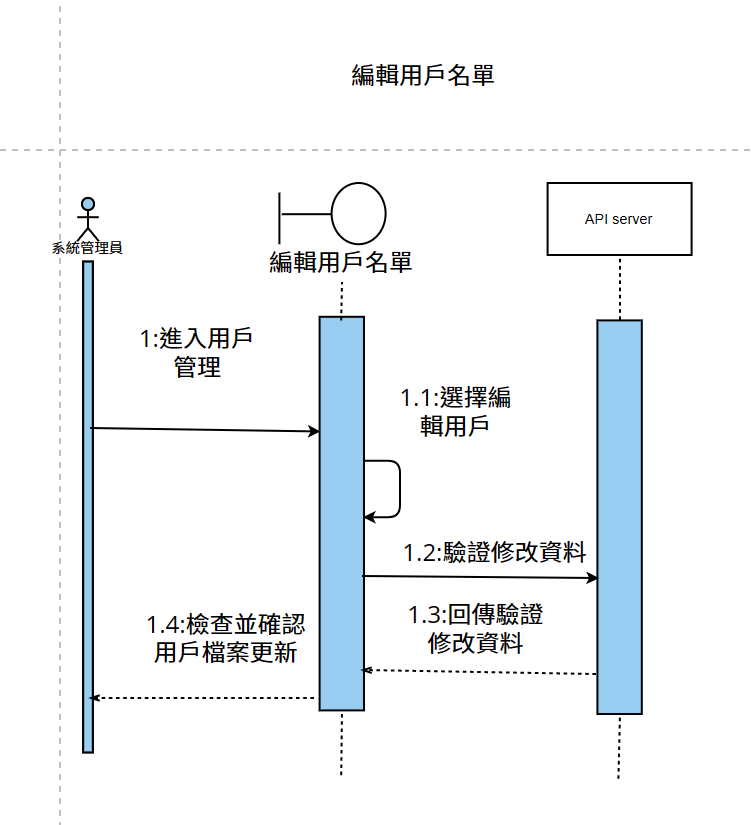 編輯用戶名單
系統管理員
編輯用戶名單
API server
1:進入用戶
管理
1.1:選擇編
輯用戶
1.2:驗證修改資料
1.3:回傳驗證
修改資料
1.4:檢查並確認
用戶檔案更新